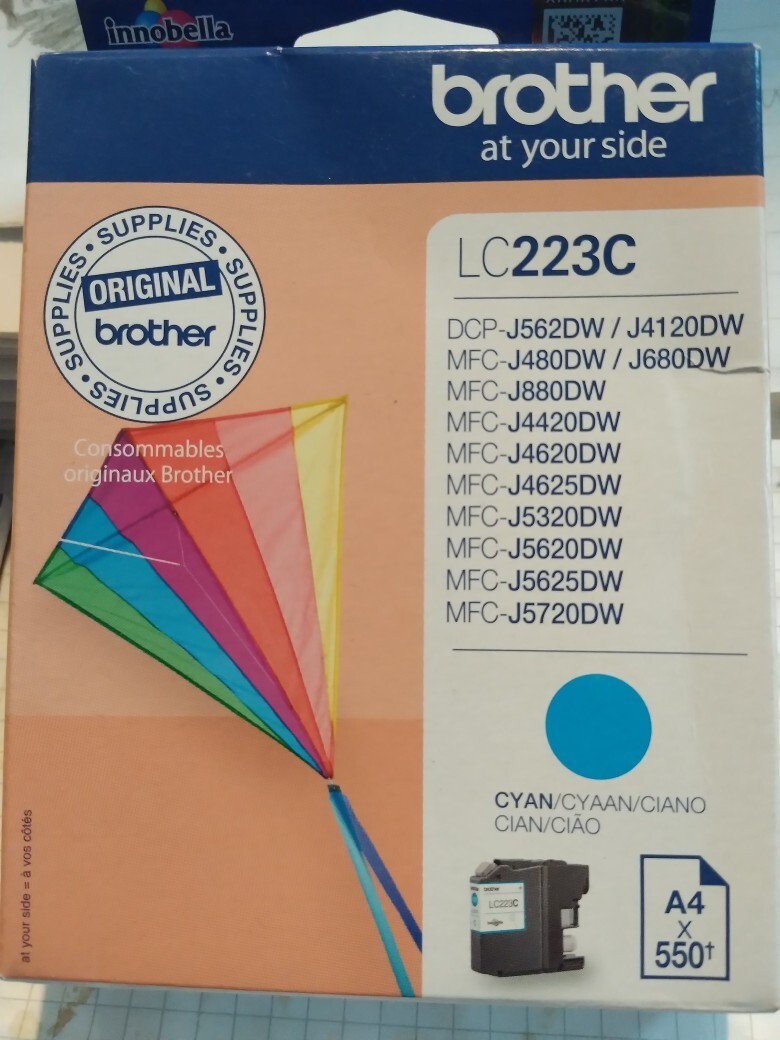 innobella
brother
at your side
SUPPLIES • SUPPLIES • SUPPLIES • SUPPLIES •
ORIGINAL
brother
Consommables
originaux Brother
LC223C
DCP-J562DW / J4120DW
MFC-J480DW / J680DW
MFC-J880DW
MFC-J4420DW
MFC-J4620DW
MFC-J4625DW
MFC-J5320DW
MFC-J5620DW
MFC-J5625DW
MFC-J5720DW
CYAN/CYAAN/CIANO
CIAN/CIÃO
brother
LC223C
A4
X
550†
at your side = à vos côtés